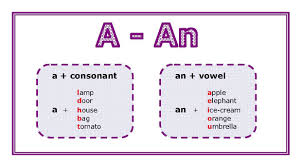 A - An
a + consonant
lamp
door
a + house
bag
tomato
an + vowel
apple
elephant
an + ice-cream
orange
umbrella